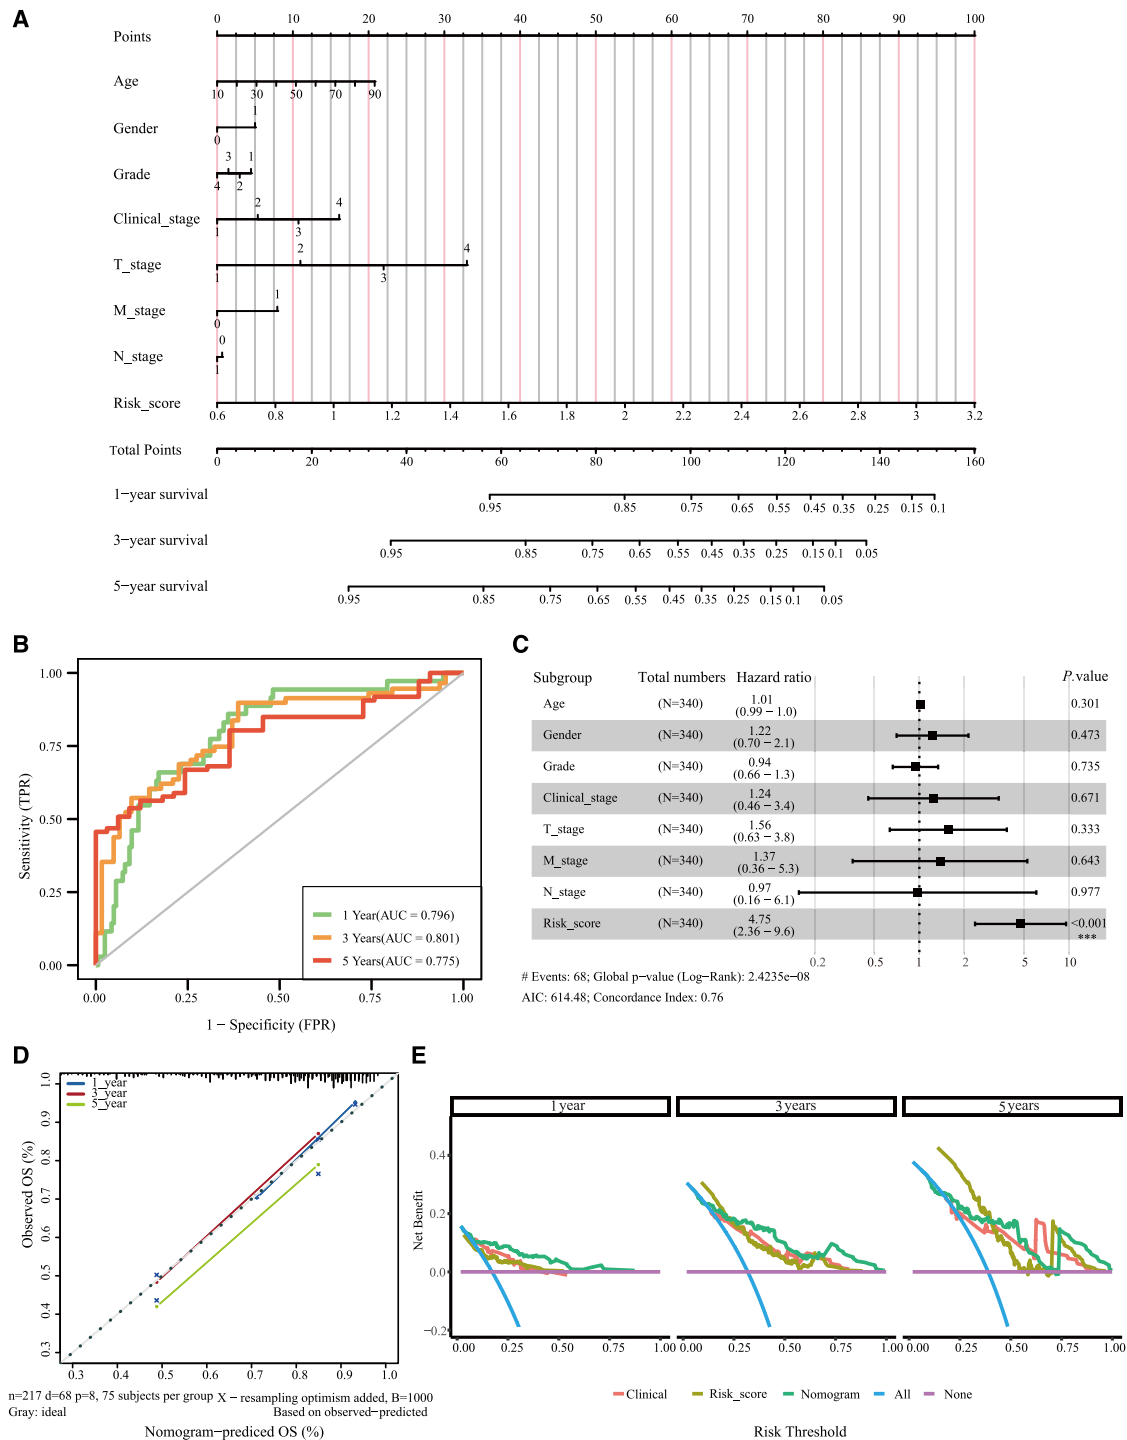 A
0 10 20 30 40 50 60 70 80 90 100
Points
Age
10 30 50 70 90
1
Gender
0
3 1
Grade
4 2
2 4
Clinical_stage
1 3
2 4
T_stage
1 3
1
M_stage
0
0
N_stage
1
Risk_score
0.6 0.8 1 1.2 1.4 1.6 1.8 2 2.2 2.4 2.6 2.8 3 3.2
Total Points
0 20 40 60 80 100 120 140 160
1−year survival
0.95 0.85 0.75 0.65 0.55 0.45 0.35 0.25 0.15 0.1
3−year survival
0.95 0.85 0.75 0.65 0.55 0.45 0.35 0.25 0.15 0.1 0.05
5−year survival
0.95 0.85 0.75 0.65 0.55 0.45 0.35 0.25 0.15 0.1 0.05
B
1.00
0.75
0.50
0.25
0.00
Sensitivity (TPR)
1 Year(AUC = 0.796)
3 Years(AUC = 0.801)
5 Years(AUC = 0.775)
0.00 0.25 0.50 0.75 1.00
1 − Specificity (FPR)
C
Subgroup Total numbers Hazard ratio P.value
Age (N=340) 1.01 (0.99 − 1.0) 0.301
Gender (N=340) 1.22 (0.70 − 2.1) 0.473
Grade (N=340) 0.94 (0.66 − 1.3) 0.735
Clinical_stage (N=340) 1.24 (0.46 − 3.4) 0.671
T_stage (N=340) 1.56 (0.63 − 3.8) 0.333
M_stage (N=340) 1.37 (0.36 − 5.3) 0.643
N_stage (N=340) 0.97 (0.16 − 6.1) 0.977
Risk_score (N=340) 4.75 (2.36 − 9.6) <0.001
***
0.2 0.5 1 2 5 10
# Events: 68; Global p−value (Log−Rank): 2.4235e−08
AIC: 614.48; Concordance Index: 0.76
D
1_year
3_year
5_year
1.0
0.9
0.8
0.7
0.6
0.5
0.4
0.3
Observed OS (%)
0.3 0.4 0.5 0.6 0.7 0.8 0.9 1.0
n=217 d=68 p=8, 75 subjects per group X − resampling optimism added, B=1000
Gray: ideal Based on observed−predicted
Nomogram−prediced OS (%)
E
1 year 3 years 5 years
0.4
0.2
0.0
−0.2
Net Benefit
0.00 0.25 0.50 0.75 1.00 0.00 0.25 0.50 0.75 1.00 0.00 0.25 0.50 0.75 1.00
Clinical Risk_score Nomogram All None
Risk Threshold